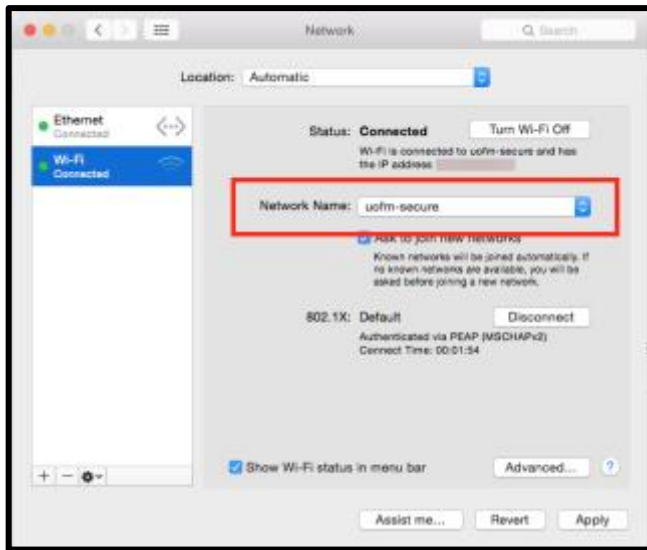 Network
Search
Location: Automatic
Ethernet
Connected
Wi-Fi
Connected
Status: Connected
Turn Wi-Fi Off
Wi-Fi is connected to uofm-secure and has
the IP address
Network Name: uofm-secure
Ask to join new networks
Known networks will be joined automatically. If
no known networks are available, you will be
asked before joining a new network.
802.1X: Default
Disconnect
Authenticated via PEAP (MSCHAPv2)
Connect Time: 00:01:54
+ −
Show Wi-Fi status in menu bar
Advanced...
?
Assist me...
Revert
Apply